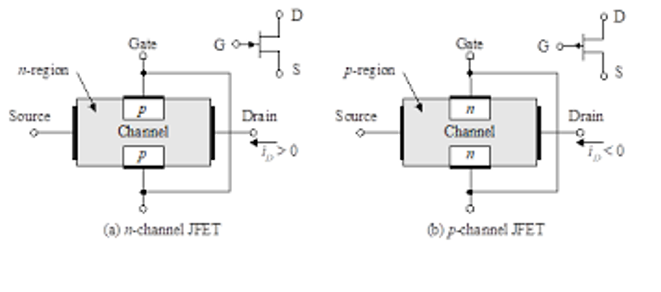 D
G
S
Gate
n-region
p
Source
Channel
Drain
p
i_D > 0
(a) n-channel JFET
D
G
S
Gate
p-region
n
Source
Channel
Drain
n
i_D < 0
(b) p-channel JFET